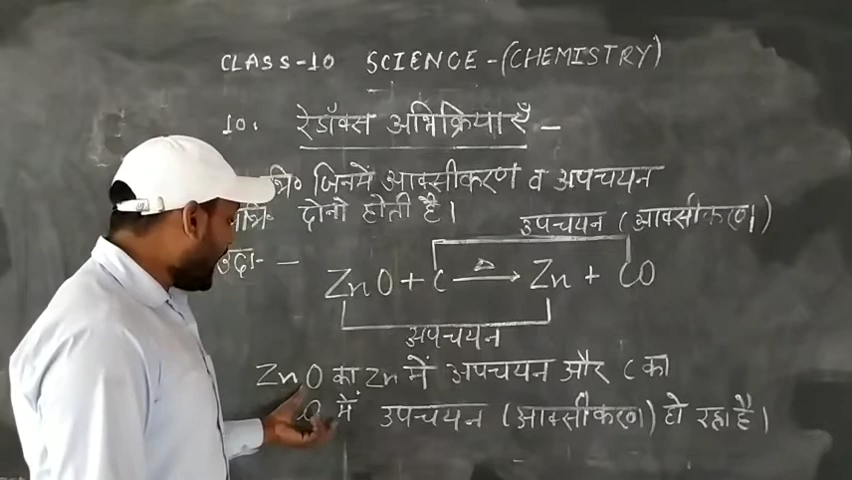 CLASS-10 SCIENCE-(CHEMISTRY)
10. रेडॉक्स अभिक्रियाएँ -
जिनमें आक्सीकरण व अपचयन
दोनो होती है।
उपचयन (आक्सीकरण)
उदा- -
ZnO + C Δ→ Zn + CO
अपचयन
ZnO का Zn में अपचयन और C का
में उपचयन (आक्सीकरण) हो रहा है।